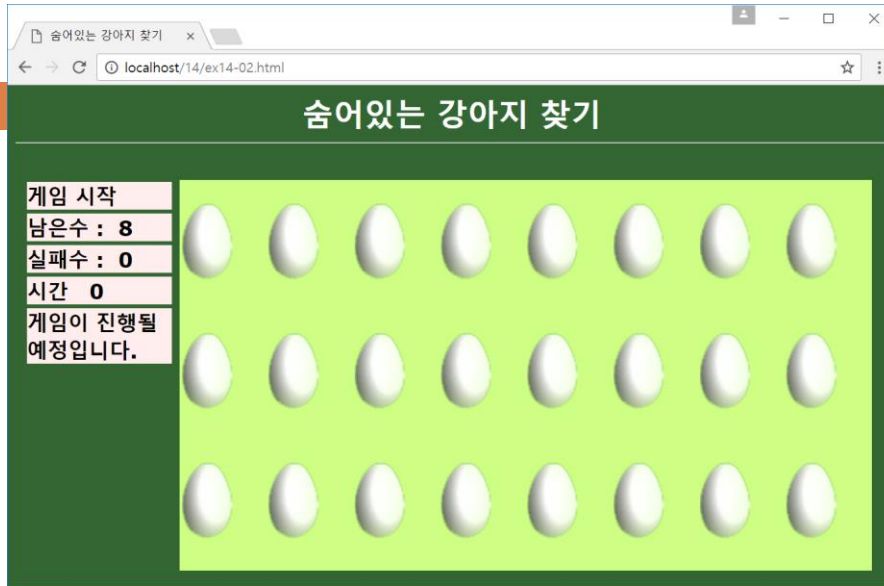 숨어있는 강아지 찾기
localhost/14/ex14-02.html
숨어있는 강아지 찾기
게임 시작
남은수 : 8
실패수 : 0
시간 0
게임이 진행될
예정입니다.